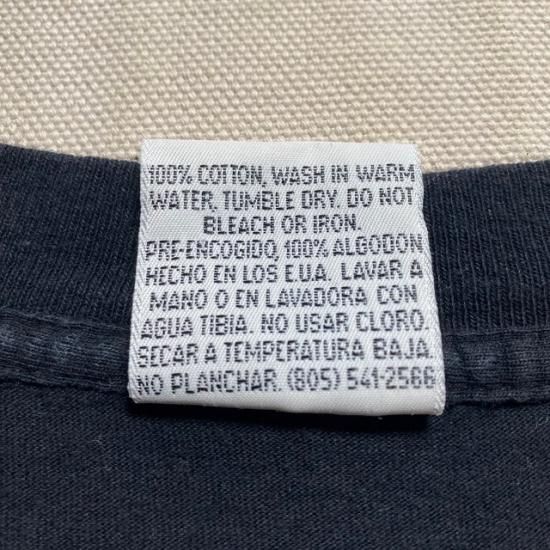 100% COTTON, WASH IN WARM
WATER, TUMBLE DRY. DO NOT
BLEACH OR IRON.
PRE-ENCOGIDO, 100% ALGODON
HECHO EN LOS E.U.A. LAVAR A
MANO O EN LAVADORA CON
AGUA TIBIA. NO USAR CLORO.
SECAR A TEMPERATURA BAJA.
NO PLANCHAR. (805) 541-2566